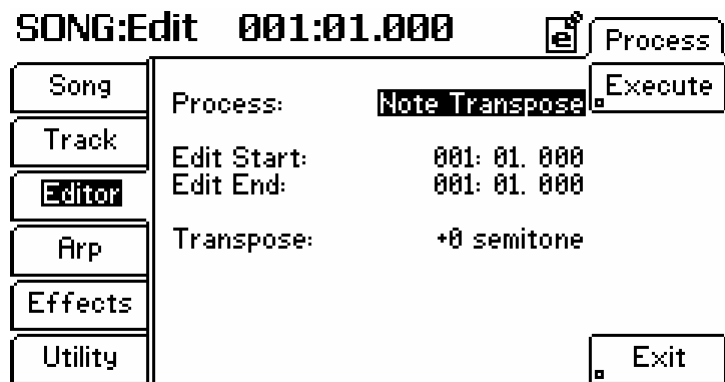 SONG:Edit 001:01.000
Process
Song
Track
Editor
Arp
Effects
Utility
Process: Note Transpose
Edit Start: 001: 01. 000
Edit End: 001: 01. 000
Transpose: +0 semitone
Execute
Exit